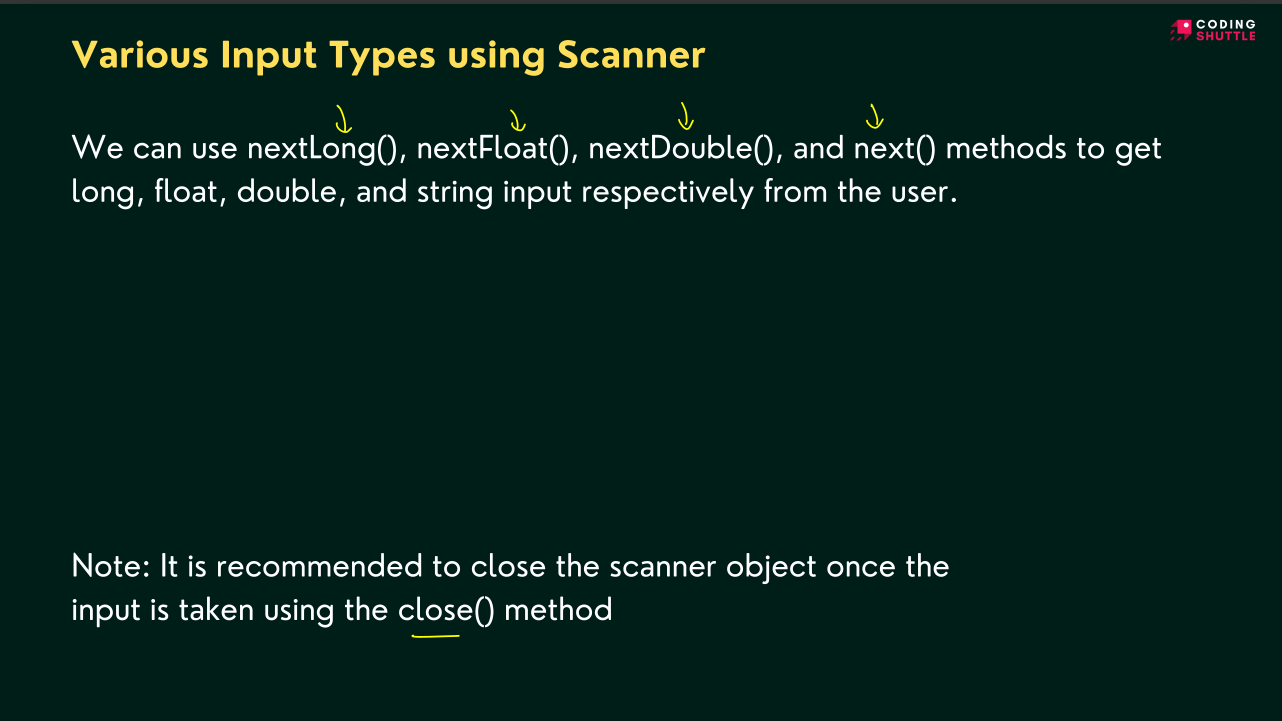 CODING
SHUTTLE
Various Input Types using Scanner
We can use nextLong(), nextFloat(), nextDouble(), and next() methods to get
long, float, double, and string input respectively from the user.
Note: It is recommended to close the scanner object once the
input is taken using the close() method